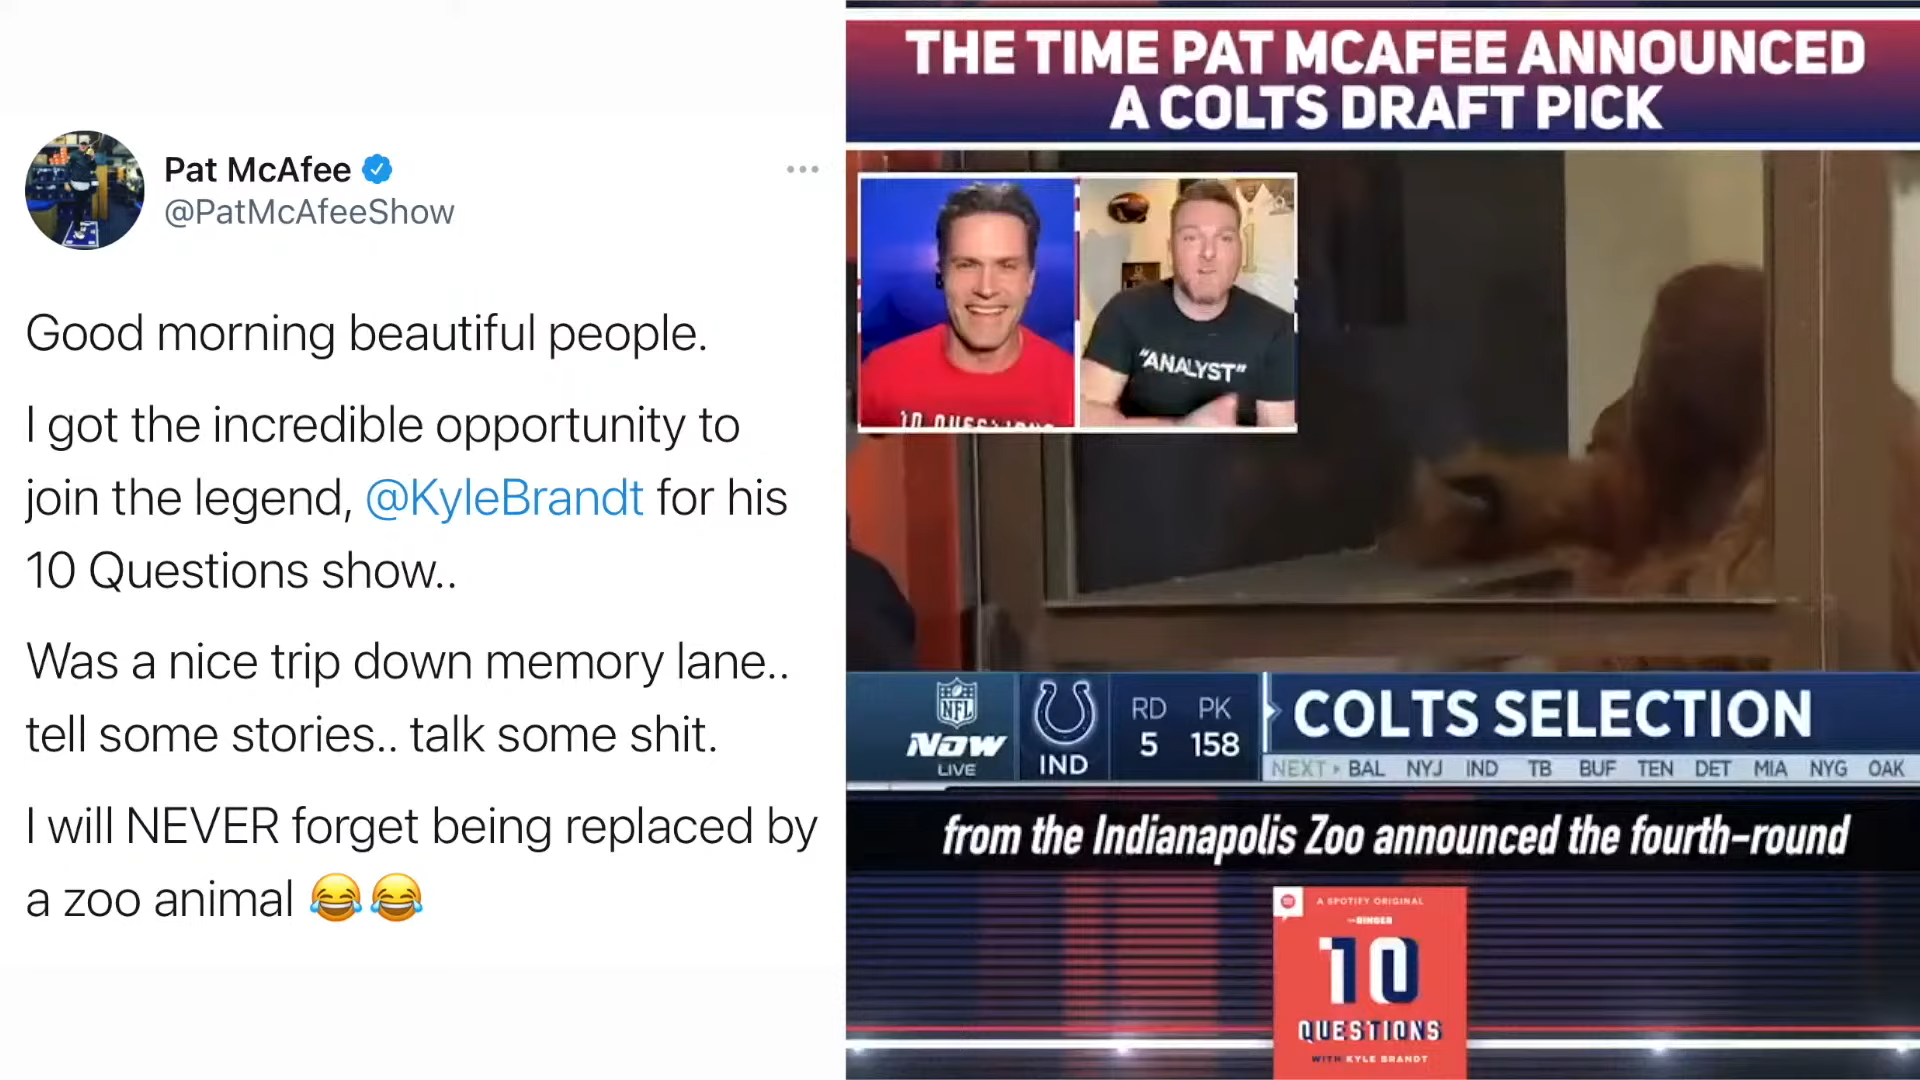 Pat McAfee
@PatMcAfeeShow
Good morning beautiful people.
I got the incredible opportunity to
join the legend, @KyleBrandt for his
10 Questions show..
Was a nice trip down memory lane..
tell some stories.. talk some shit.
I will NEVER forget being replaced by
a zoo animal 😂😂
THE TIME PAT MCAFEE ANNOUNCED
A COLTS DRAFT PICK
"ANALYST"
10 QUESTIONS
NFL
NOW
LIVE
IND
RD PK
5 158
COLTS SELECTION
NEXT BAL NYJ IND TB BUF TEN DET MIA NYG OAK
from the Indianapolis Zoo announced the fourth-round
A SPOTIFY ORIGINAL
THE RINGER
10
QUESTIONS
WITH KYLE BRANDT